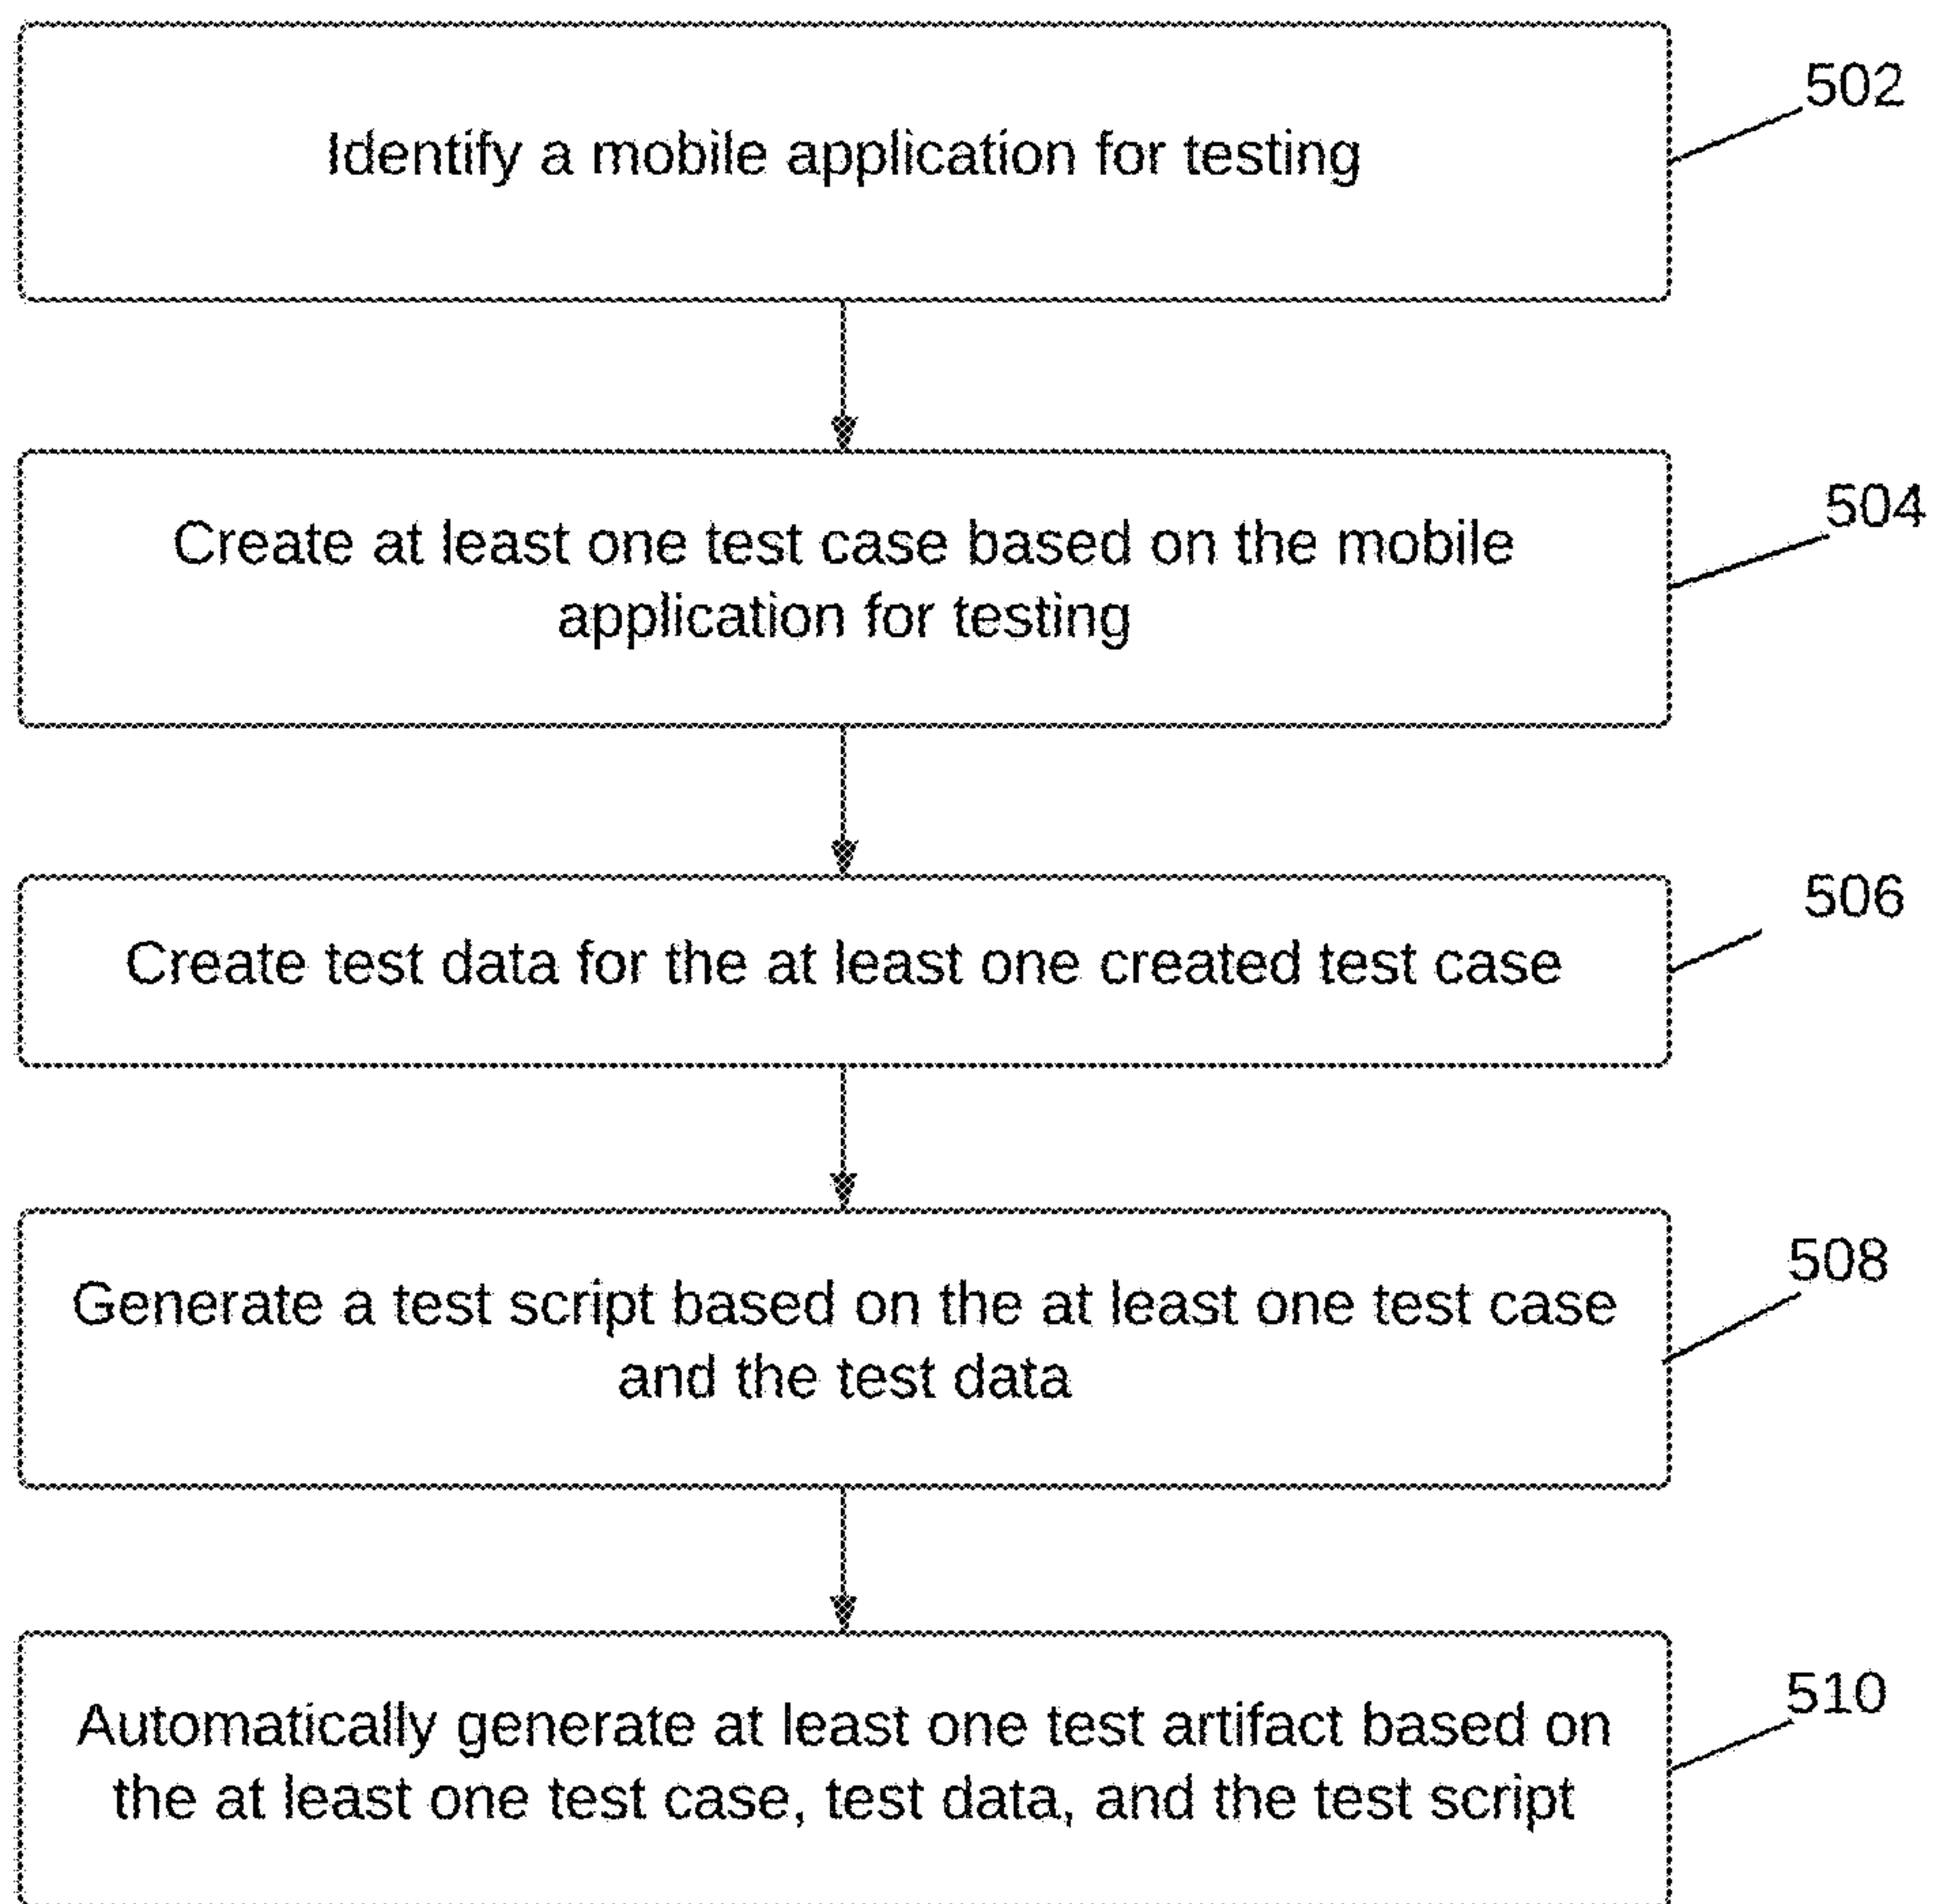 502
Identify a mobile application for testing
504
Create at least one test case based on the mobile
application for testing
506
Create test data for the at least one created test case
508
Generate a test script based on the at least one test case
and the test data
510
Automatically generate at least one test artifact based on
the at least one test case, test data, and the test script